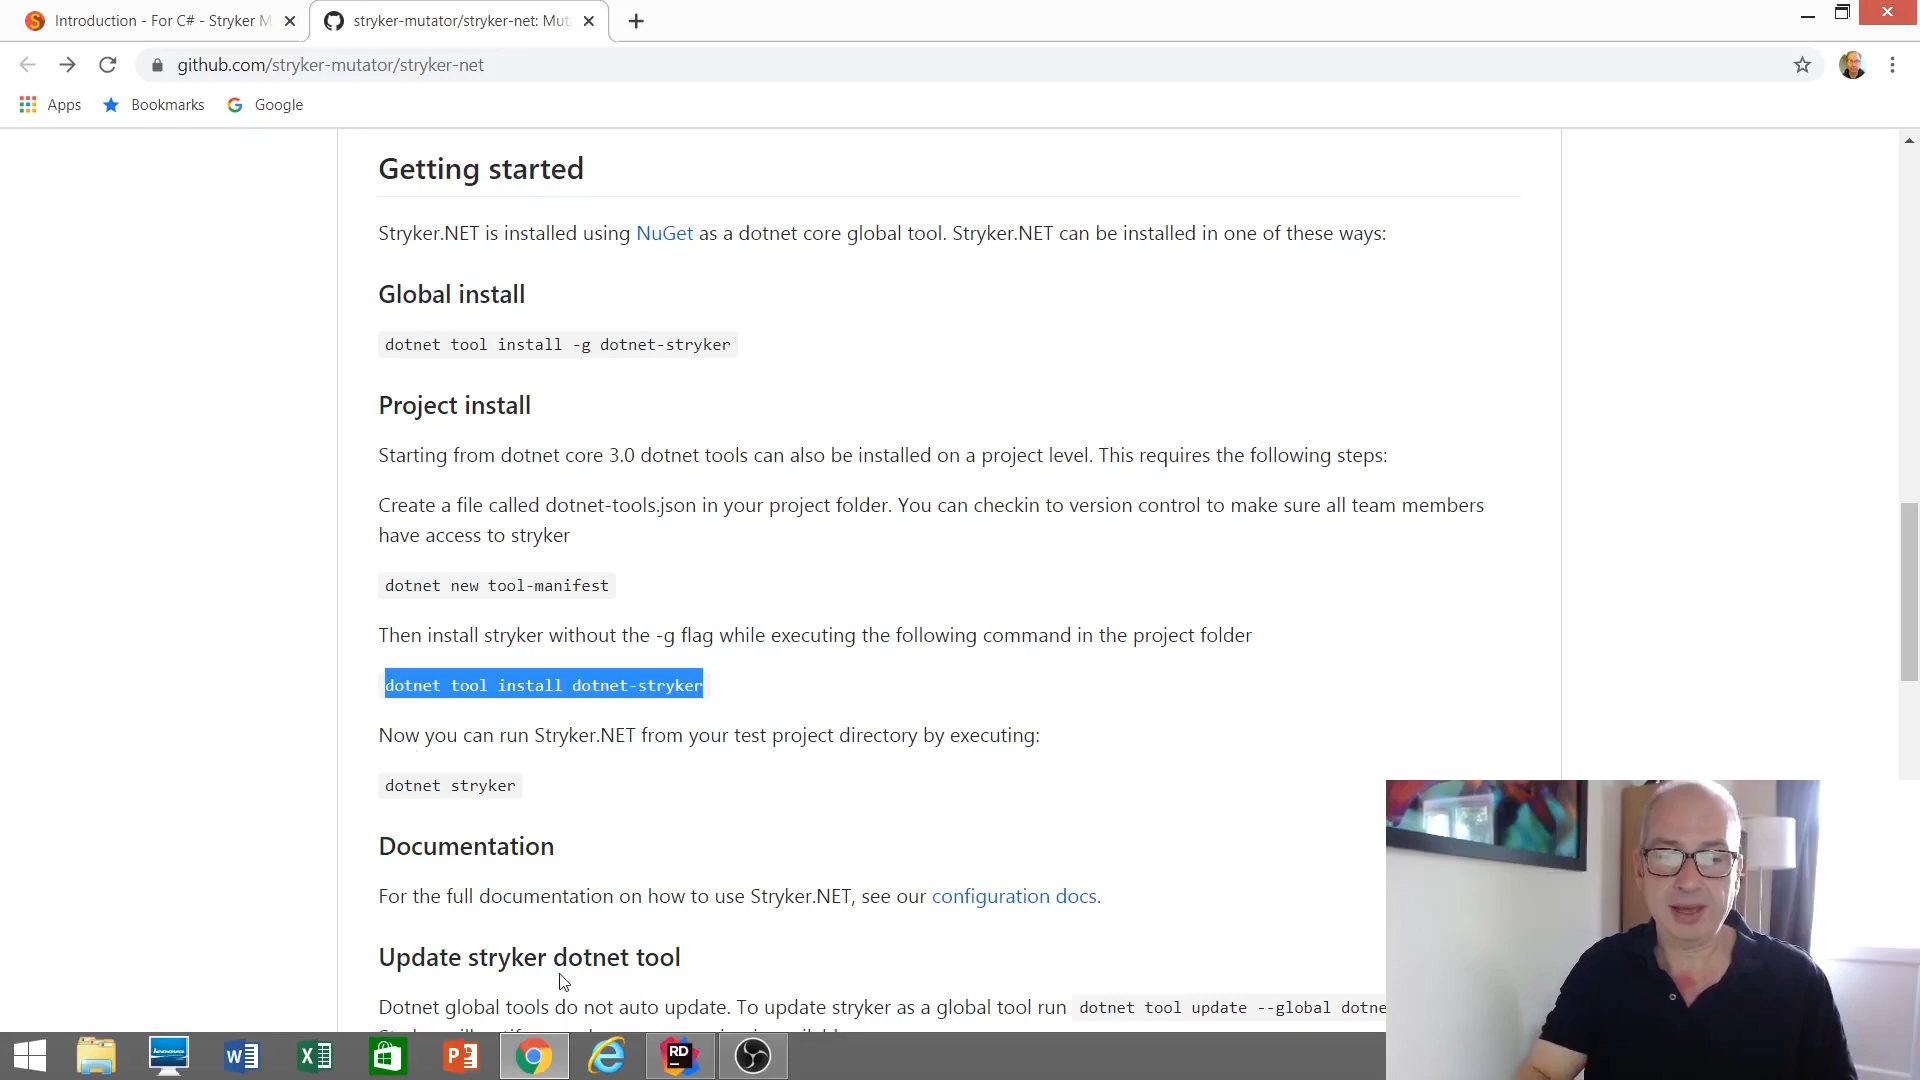 Introduction - For C# - Stryker M
stryker-mutator/stryker-net: Mut
github.com/stryker-mutator/stryker-net
Apps
Bookmarks
Google
Getting started
Stryker.NET is installed using NuGet as a dotnet core global tool. Stryker.NET can be installed in one of these ways:
Global install
dotnet tool install -g dotnet-stryker
Project install
Starting from dotnet core 3.0 dotnet tools can also be installed on a project level. This requires the following steps:
Create a file called dotnet-tools.json in your project folder. You can checkin to version control to make sure all team members
have access to stryker
dotnet new tool-manifest
Then install stryker without the -g flag while executing the following command in the project folder
dotnet tool install dotnet-stryker
Now you can run Stryker.NET from your test project directory by executing:
dotnet stryker
Documentation
For the full documentation on how to use Stryker.NET, see our configuration docs.
Update stryker dotnet tool
Dotnet global tools do not auto update. To update stryker as a global tool run dotnet tool update --global dotne
RD